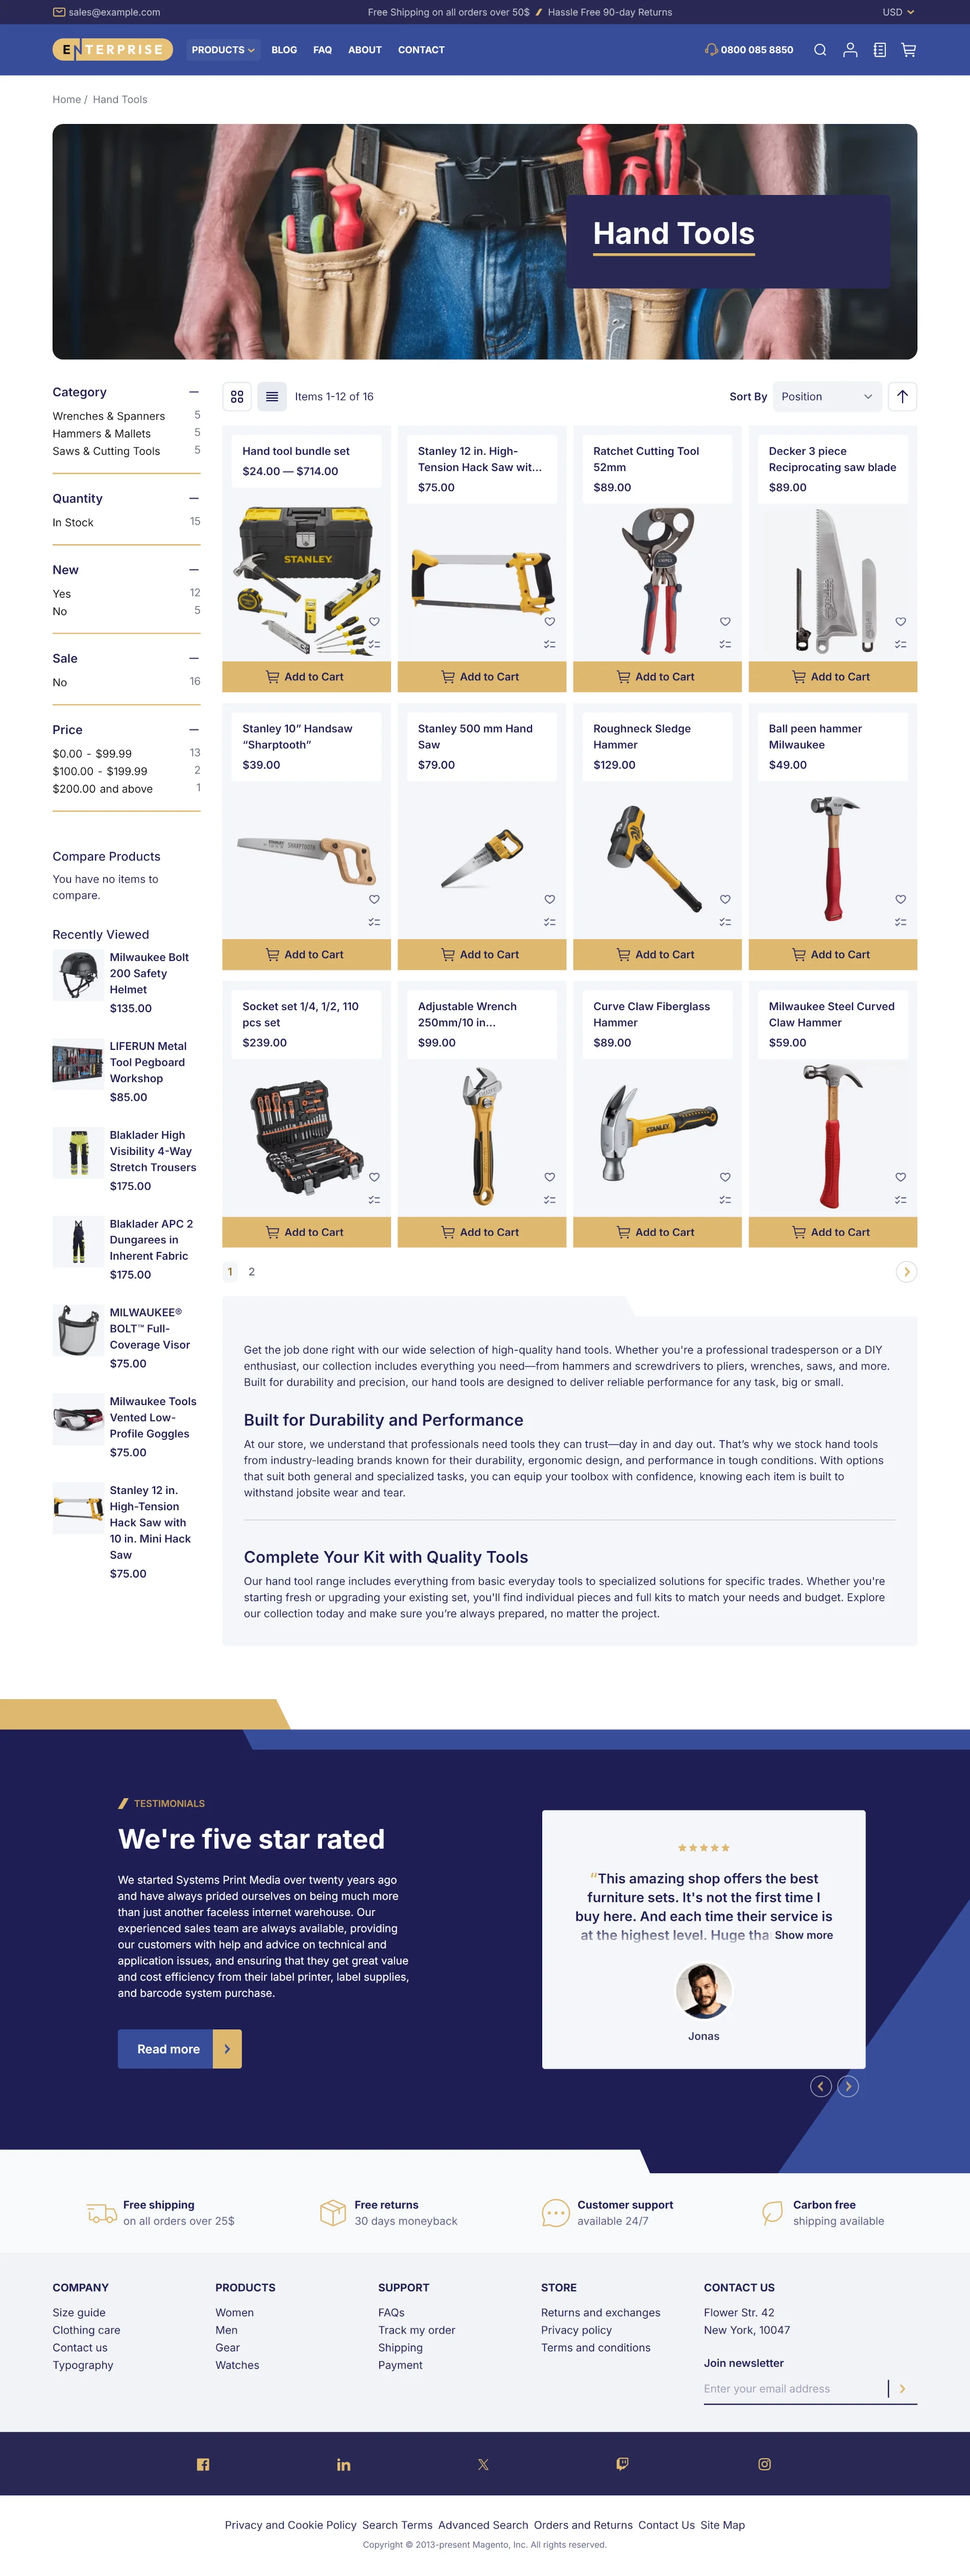 sales@example.com
Free Shipping on all orders over 50$ Hassle Free 90-day Returns
USD
ENTERPRISE
PRODUCTS
BLOG
FAQ
ABOUT
CONTACT
0800 085 8850
Home / Hand Tools
Hand Tools
Category
Wrenches & Spanners 5
Hammers & Mallets 5
Saws & Cutting Tools 5
Quantity
In Stock 15
New
Yes 12
No 5
Sale
No 16
Price
$0.00 - $99.99 13
$100.00 - $199.99 2
$200.00 and above 1
Compare Products
You have no items to
compare.
Recently Viewed
Milwaukee Bolt
200 Safety
Helmet
$135.00
LIFERUN Metal
Tool Pegboard
Workshop
$85.00
Blaklader High
Visibility 4-Way
Stretch Trousers
$175.00
Blaklader APC 2
Dungarees in
Inherent Fabric
$175.00
MILWAUKEE®
BOLT™ Full-
Coverage Visor
$75.00
Milwaukee Tools
Vented Low-
Profile Goggles
$75.00
Stanley 12 in.
High-Tension
Hack Saw with
10 in. Mini Hack
Saw
$75.00
Items 1-12 of 16
Sort By
Position
Hand tool bundle set
$24.00 — $714.00
STANLEY
Add to Cart
Stanley 12 in. High-
Tension Hack Saw wit...
$75.00
Add to Cart
Ratchet Cutting Tool
52mm
$89.00
Add to Cart
Decker 3 piece
Reciprocating saw blade
$89.00
Add to Cart
Stanley 10” Handsaw
“Sharptooth”
$39.00
SHARPTOOTH
Add to Cart
Stanley 500 mm Hand
Saw
$79.00
Add to Cart
Roughneck Sledge
Hammer
$129.00
Add to Cart
Ball peen hammer
Milwaukee
$49.00
Add to Cart
Socket set 1/4, 1/2, 110
pcs set
$239.00
Add to Cart
Adjustable Wrench
250mm/10 in...
$99.00
Add to Cart
Curve Claw Fiberglass
Hammer
$89.00
STANLEY
Add to Cart
Milwaukee Steel Curved
Claw Hammer
$59.00
Add to Cart
1 2
Get the job done right with our wide selection of high-quality hand tools. Whether you're a professional tradesperson or a DIY
enthusiast, our collection includes everything you need—from hammers and screwdrivers to pliers, wrenches, saws, and more.
Built for durability and precision, our hand tools are designed to deliver reliable performance for any task, big or small.
Built for Durability and Performance
At our store, we understand that professionals need tools they can trust—day in and day out. That’s why we stock hand tools
from industry-leading brands known for their durability, ergonomic design, and performance in tough conditions. With options
that suit both general and specialized tasks, you can equip your toolbox with confidence, knowing each item is built to
withstand jobsite wear and tear.
Complete Your Kit with Quality Tools
Our hand tool range includes everything from basic everyday tools to specialized solutions for specific trades. Whether you're
starting fresh or upgrading your existing set, you'll find individual pieces and full kits to match your needs and budget. Explore
our collection today and make sure you’re always prepared, no matter the project.
TESTIMONIALS
We're five star rated
We started Systems Print Media over twenty years ago
and have always prided ourselves on being much more
than just another faceless internet warehouse. Our
experienced sales team are always available, providing
our customers with help and advice on technical and
application issues, and ensuring that they get great value
and cost efficiency from their label printer, label supplies,
and barcode system purchase.
Read more
“This amazing shop offers the best
furniture sets. It's not the first time I
buy here. And each time their service is
at the highest level. Huge tha Show more
Jonas
Free shipping
on all orders over 25$
Free returns
30 days moneyback
Customer support
available 24/7
Carbon free
shipping available
COMPANY
Size guide
Clothing care
Contact us
Typography
PRODUCTS
Women
Men
Gear
Watches
SUPPORT
FAQs
Track my order
Shipping
Payment
STORE
Returns and exchanges
Privacy policy
Terms and conditions
CONTACT US
Flower Str. 42
New York, 10047
Join newsletter
Enter your email address
Privacy and Cookie Policy Search Terms Advanced Search Orders and Returns Contact Us Site Map
Copyright © 2013-present Magento, Inc. All rights reserved.